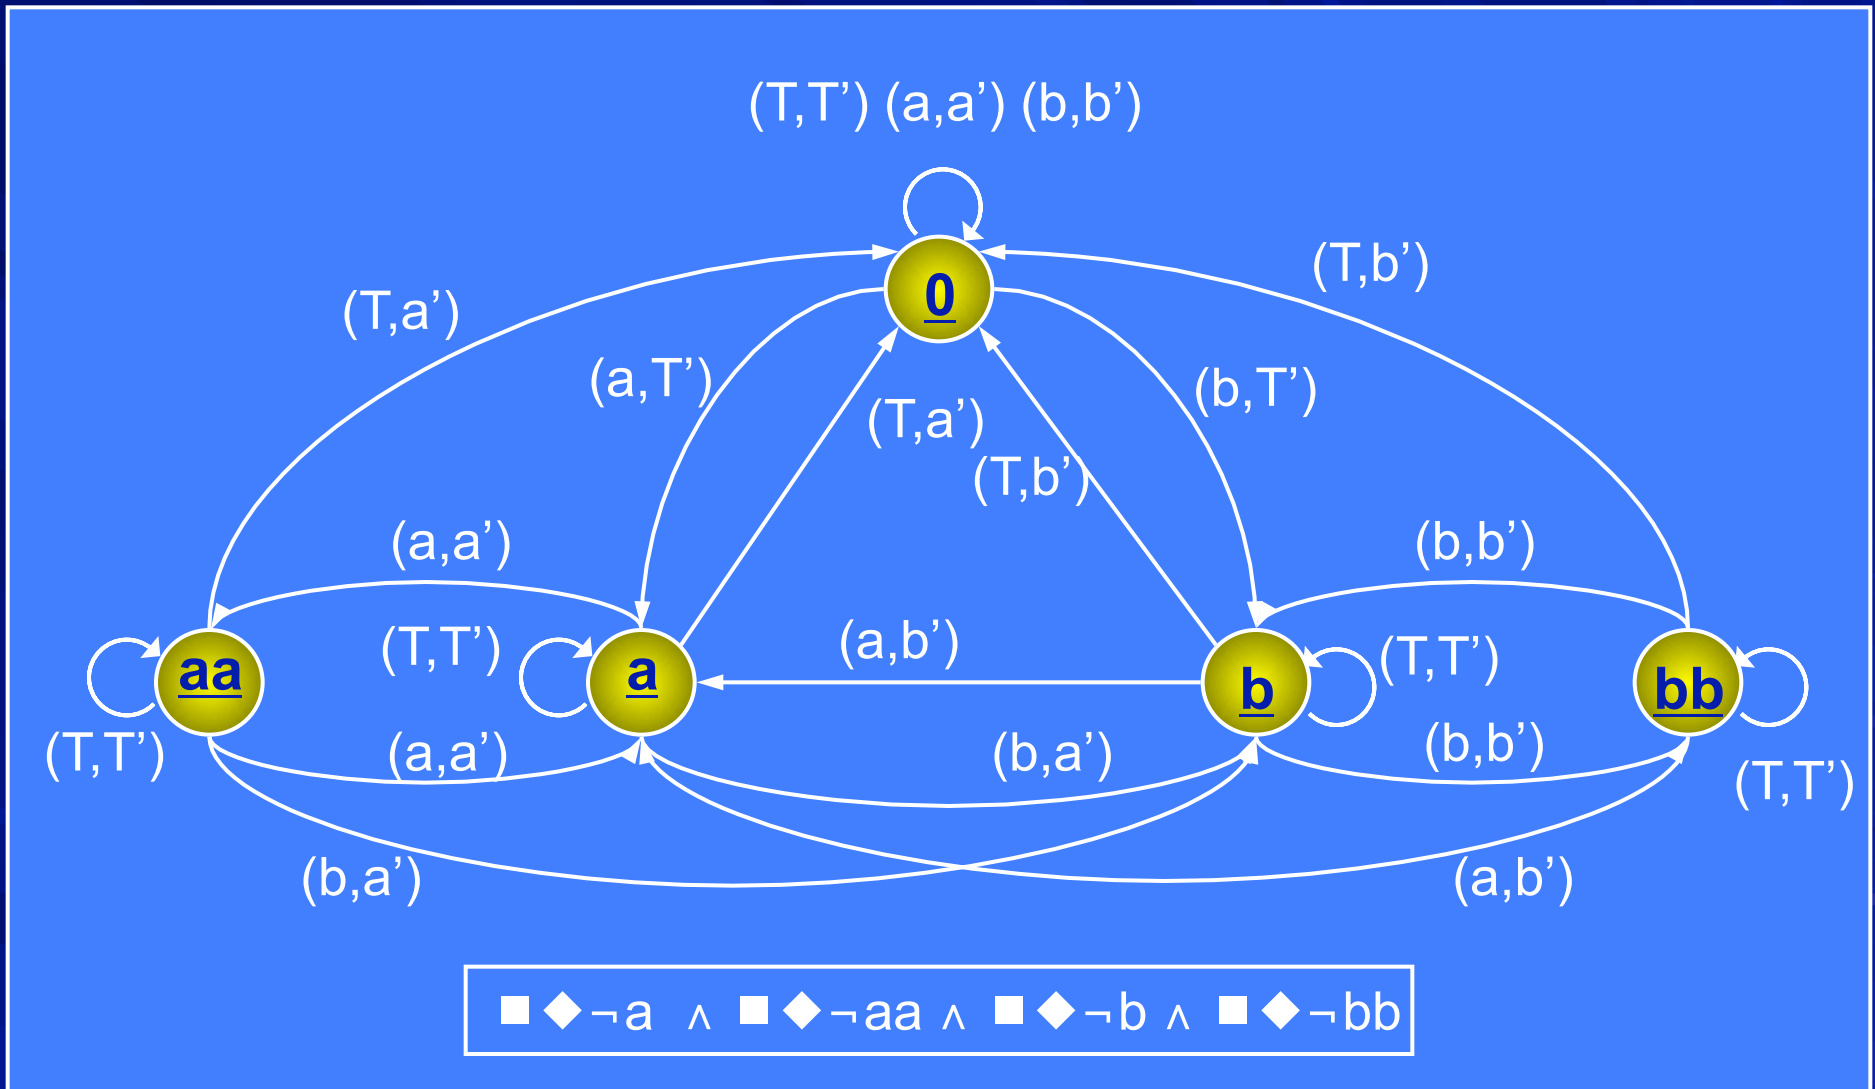 (T,T’) (a,a’) (b,b’)
(T,b’)
0
(T,a’)
(a,T’)
(b,T’)
(T,a’)
(T,b’)
(a,a’)
(b,b’)
(T,T’)
(a,b’)
(T,T’)
aa
a
b
bb
(T,T’)
(a,a’)
(b,a’)
(b,b’)
(T,T’)
(b,a’)
(a,b’)
■ ◆ ¬ a ∧ ■ ◆ ¬ aa ∧ ■ ◆ ¬ b ∧ ■ ◆ ¬ bb